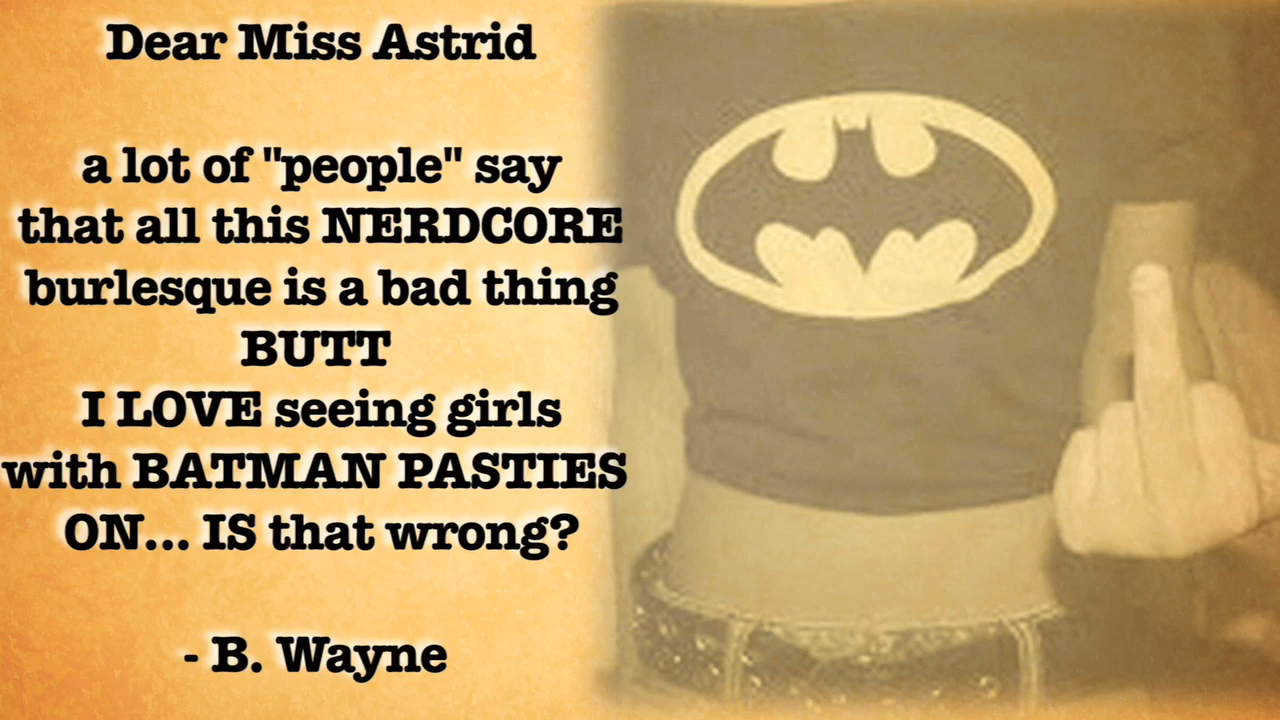 Dear Miss Astrid
a lot of "people" say
that all this NERDCORE
burlesque is a bad thing
BUTT
I LOVE seeing girls
with BATMAN PASTIES
ON... IS that wrong?
- B. Wayne